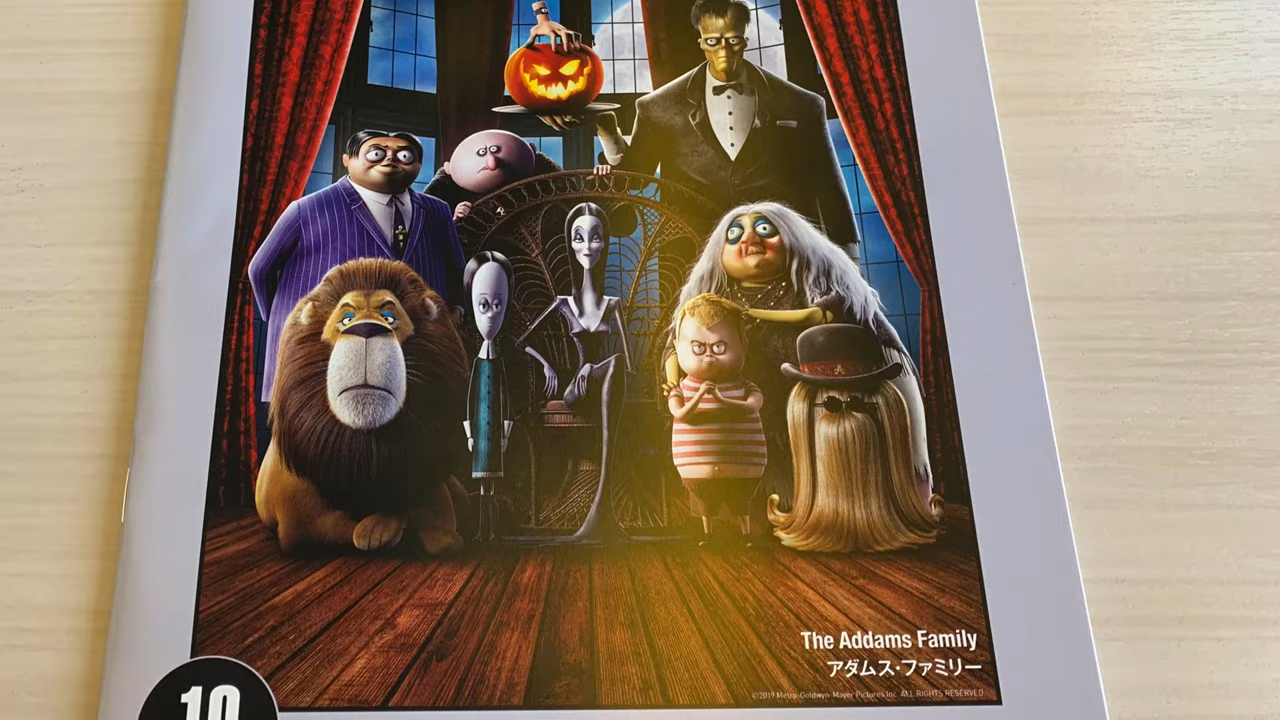 The Addams Family
アダムス・ファミリー
©2019 Metro-Goldwyn-Mayer Pictures Inc. ALL RIGHTS RESERVED
10